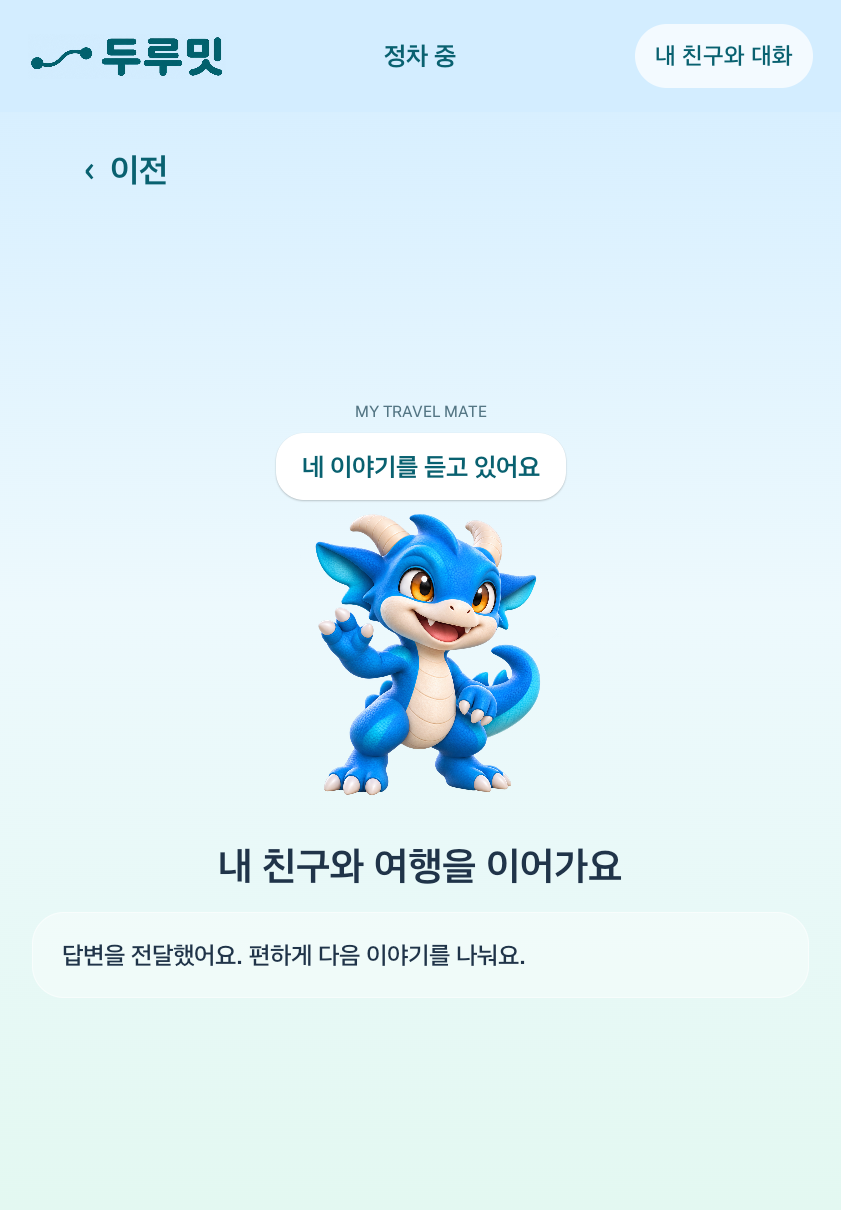 두루밋
정차 중
내 친구와 대화
‹ 이전
MY TRAVEL MATE
네 이야기를 듣고 있어요
내 친구와 여행을 이어가요
답변을 전달했어요. 편하게 다음 이야기를 나눠요.